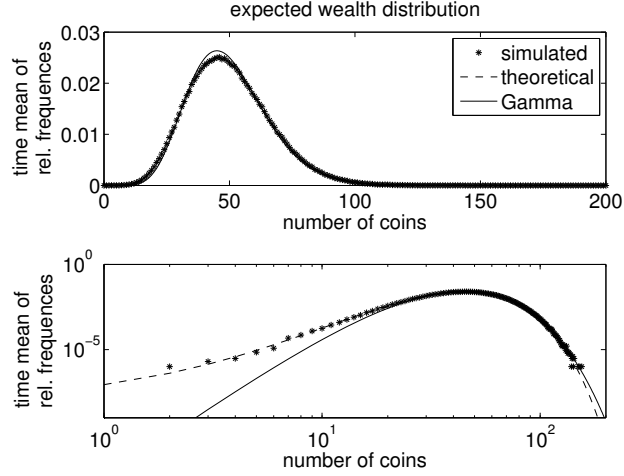 expected wealth distribution
time mean of
rel. frequences
0.03
0.02
0.01
0
simulated
theoretical
Gamma
0
50
100
150
200
number of coins
time mean of
rel. frequences
10^0
10^-5
10^0
10^1
10^2
number of coins